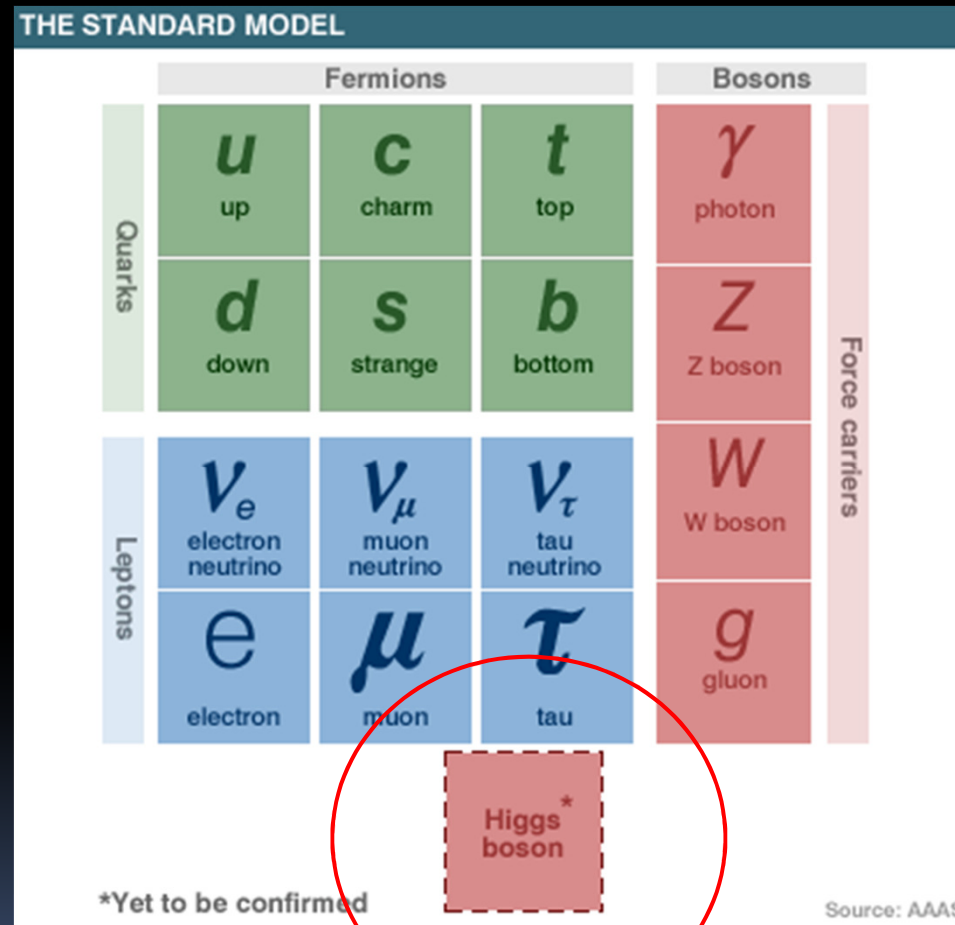 THE STANDARD MODEL
Fermions
Bosons
Quarks
u
up
c
charm
t
top
γ
photon
d
down
s
strange
b
bottom
Z
Z boson
Force carriers
Leptons
νe
electron
neutrino
νμ
muon
neutrino
ντ
tau
neutrino
W
W boson
e
electron
μ
muon
τ
tau
g
gluon
Higgs*
boson
*Yet to be confirmed
Source: AAAS